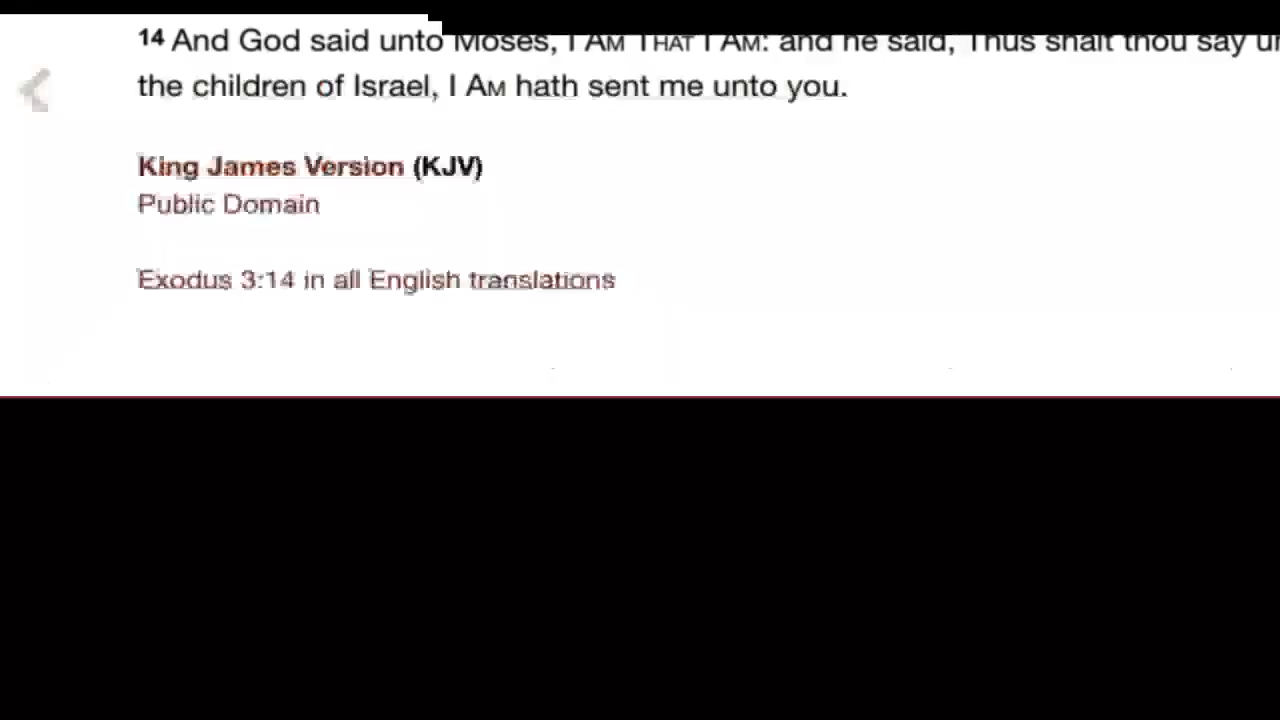 14 And God said unto Moses, I AM THAT I AM: and he said, Thus shalt thou say
the children of Israel, I AM hath sent me unto you.
King James Version (KJV)
Public Domain
Exodus 3:14 in all English translations